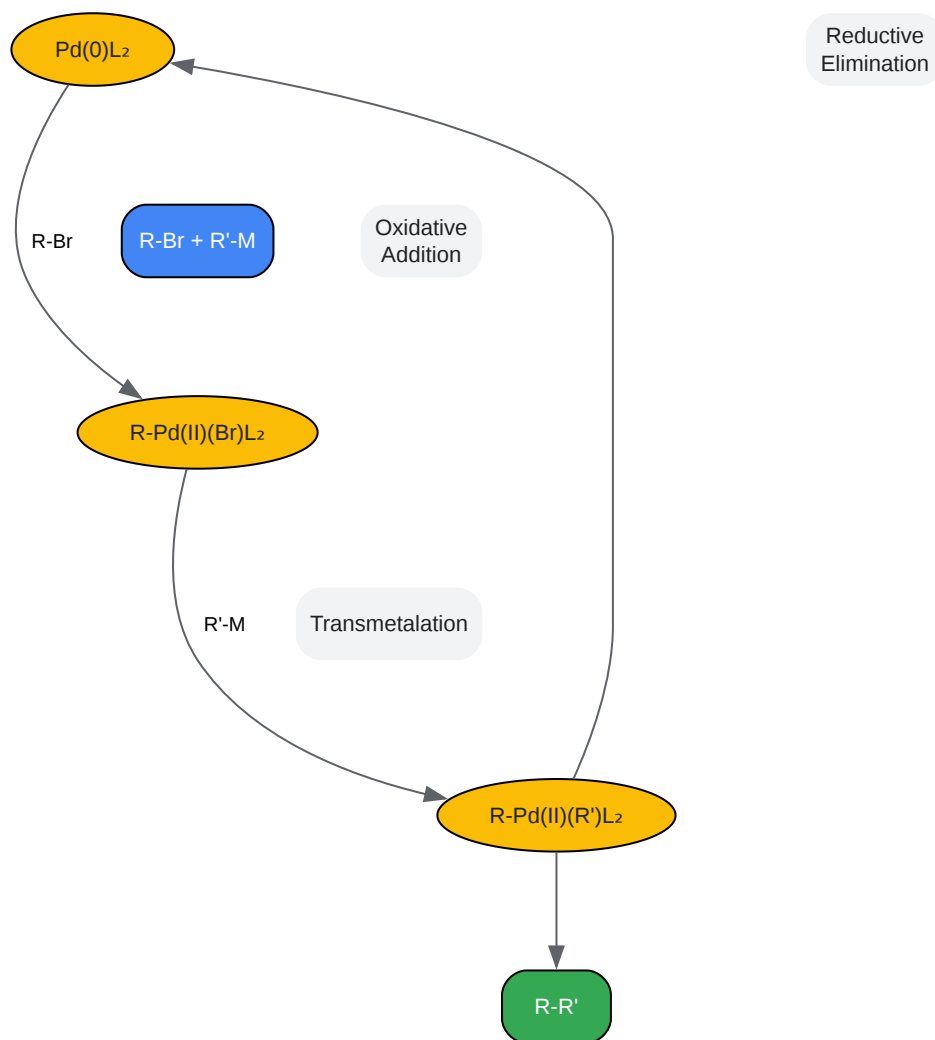 Pd(0)L₂
Reductive
Elimination
R-Br
R-Br + R'-M
Oxidative
Addition
R-Pd(II)(Br)L₂
R'-M
Transmetalation
R-Pd(II)(R')L₂
R-R'